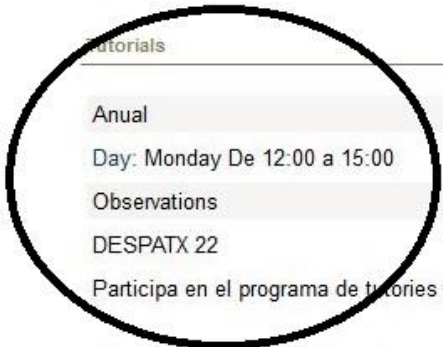 Tutorials
Anual
Day: Monday De 12:00 a 15:00
Observations
DESPATX 22
Participa en el programa de tutories